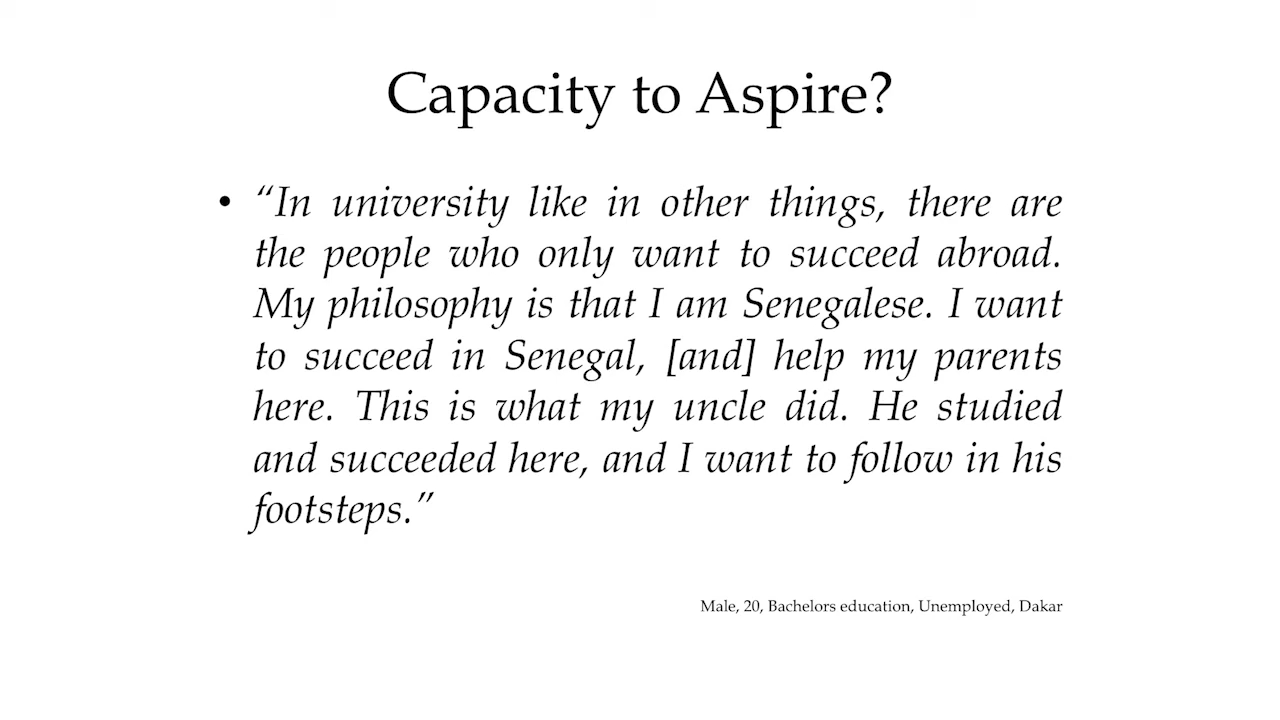 Capacity to Aspire?
• “In university like in other things, there are
the people who only want to succeed abroad.
My philosophy is that I am Senegalese. I want
to succeed in Senegal, [and] help my parents
here. This is what my uncle did. He studied
and succeeded here, and I want to follow in his
footsteps.”
Male, 20, Bachelors education, Unemployed, Dakar